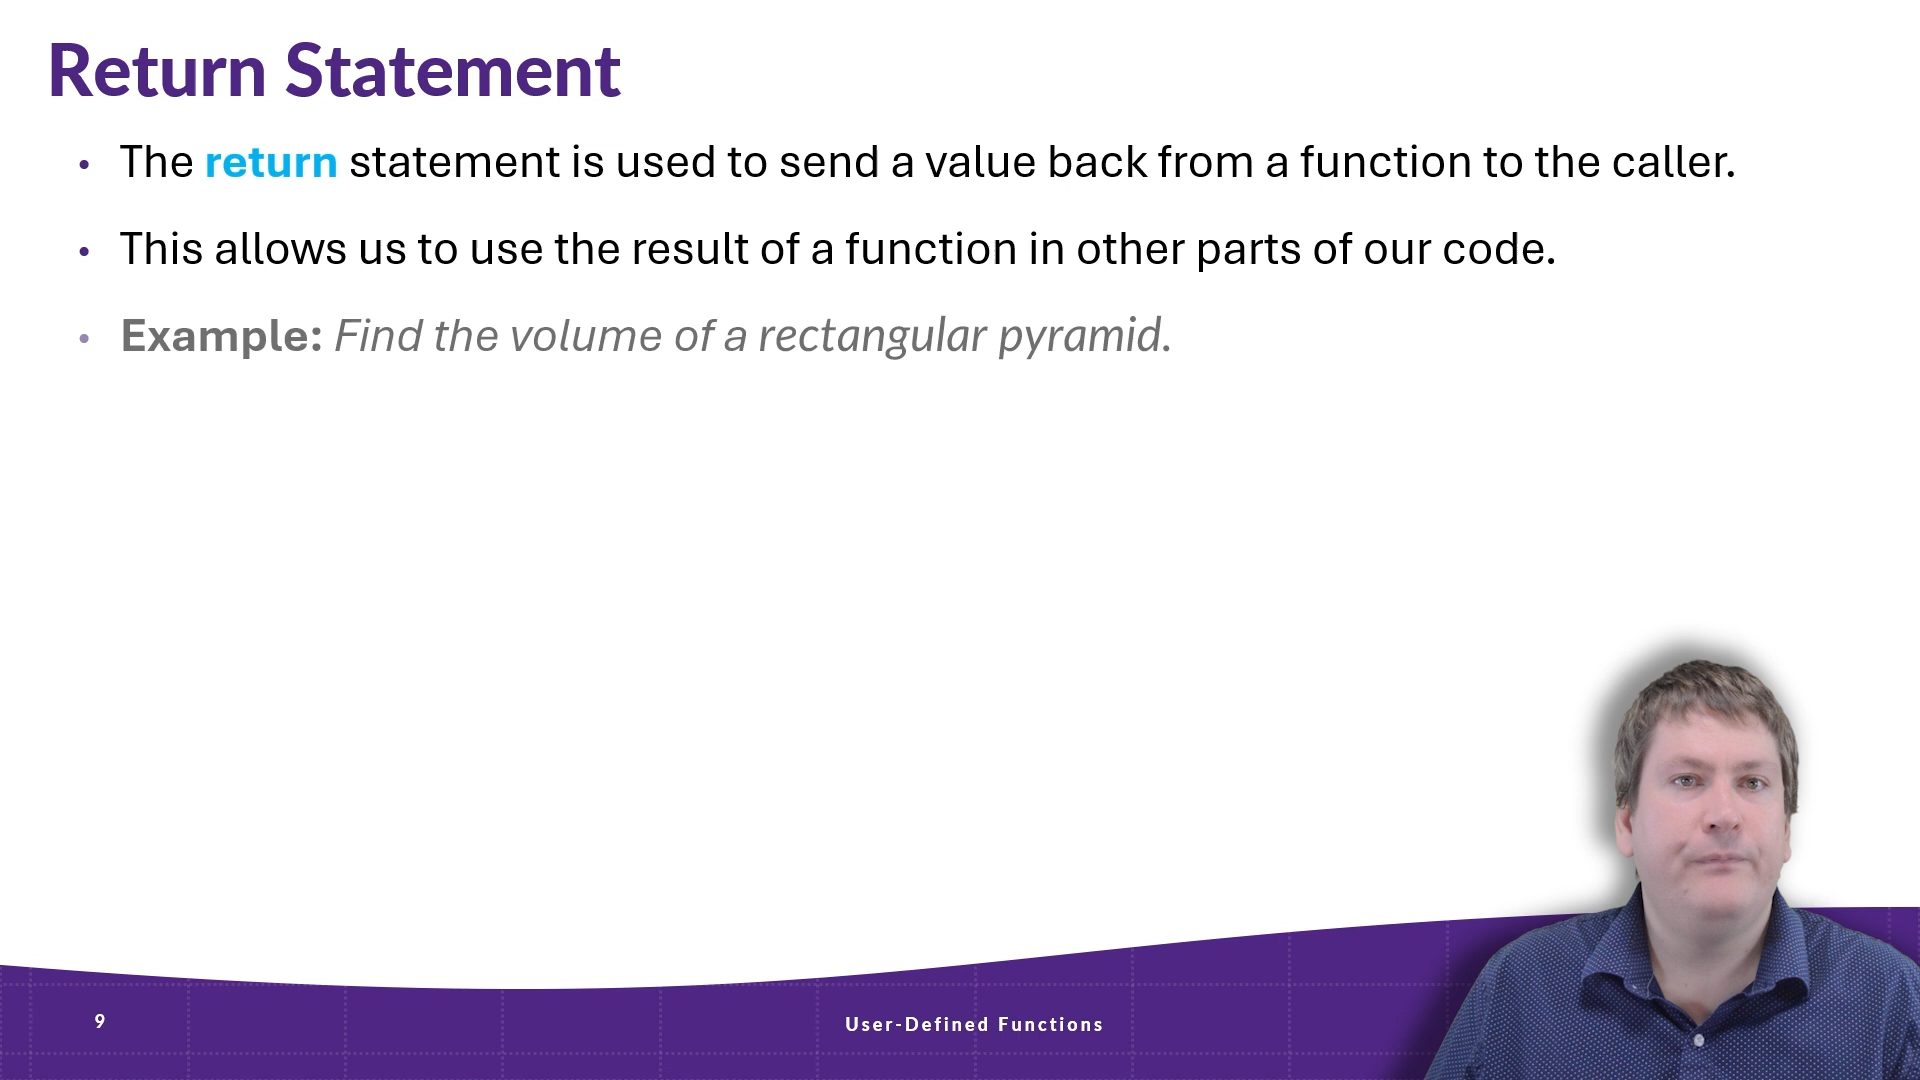 Return Statement
• The return statement is used to send a value back from a function to the caller.
• This allows us to use the result of a function in other parts of our code.
• Example: Find the volume of a rectangular pyramid.
9
User-Defined Functions